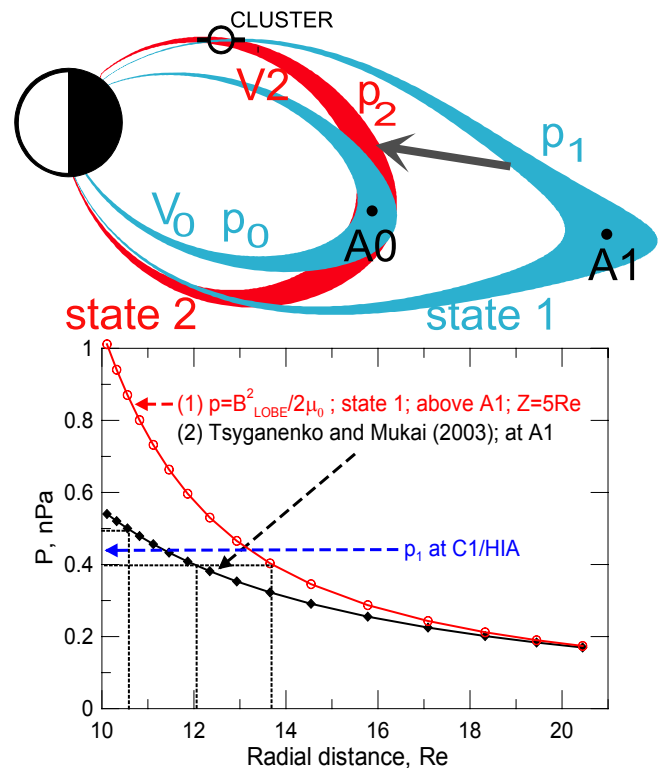 CLUSTER
V2
p2
p1
V0 p0
A0
A1
state 2
state 1
1
(1) p=B²LOBE/2μ0 ; state 1; above A1; Z=5Re
(2) Tsyganenko and Mukai (2003); at A1
0.8
0.6
p1 at C1/HIA
0.4
0.2
0
P, nPa
10 12 14 16 18 20
Radial distance, Re